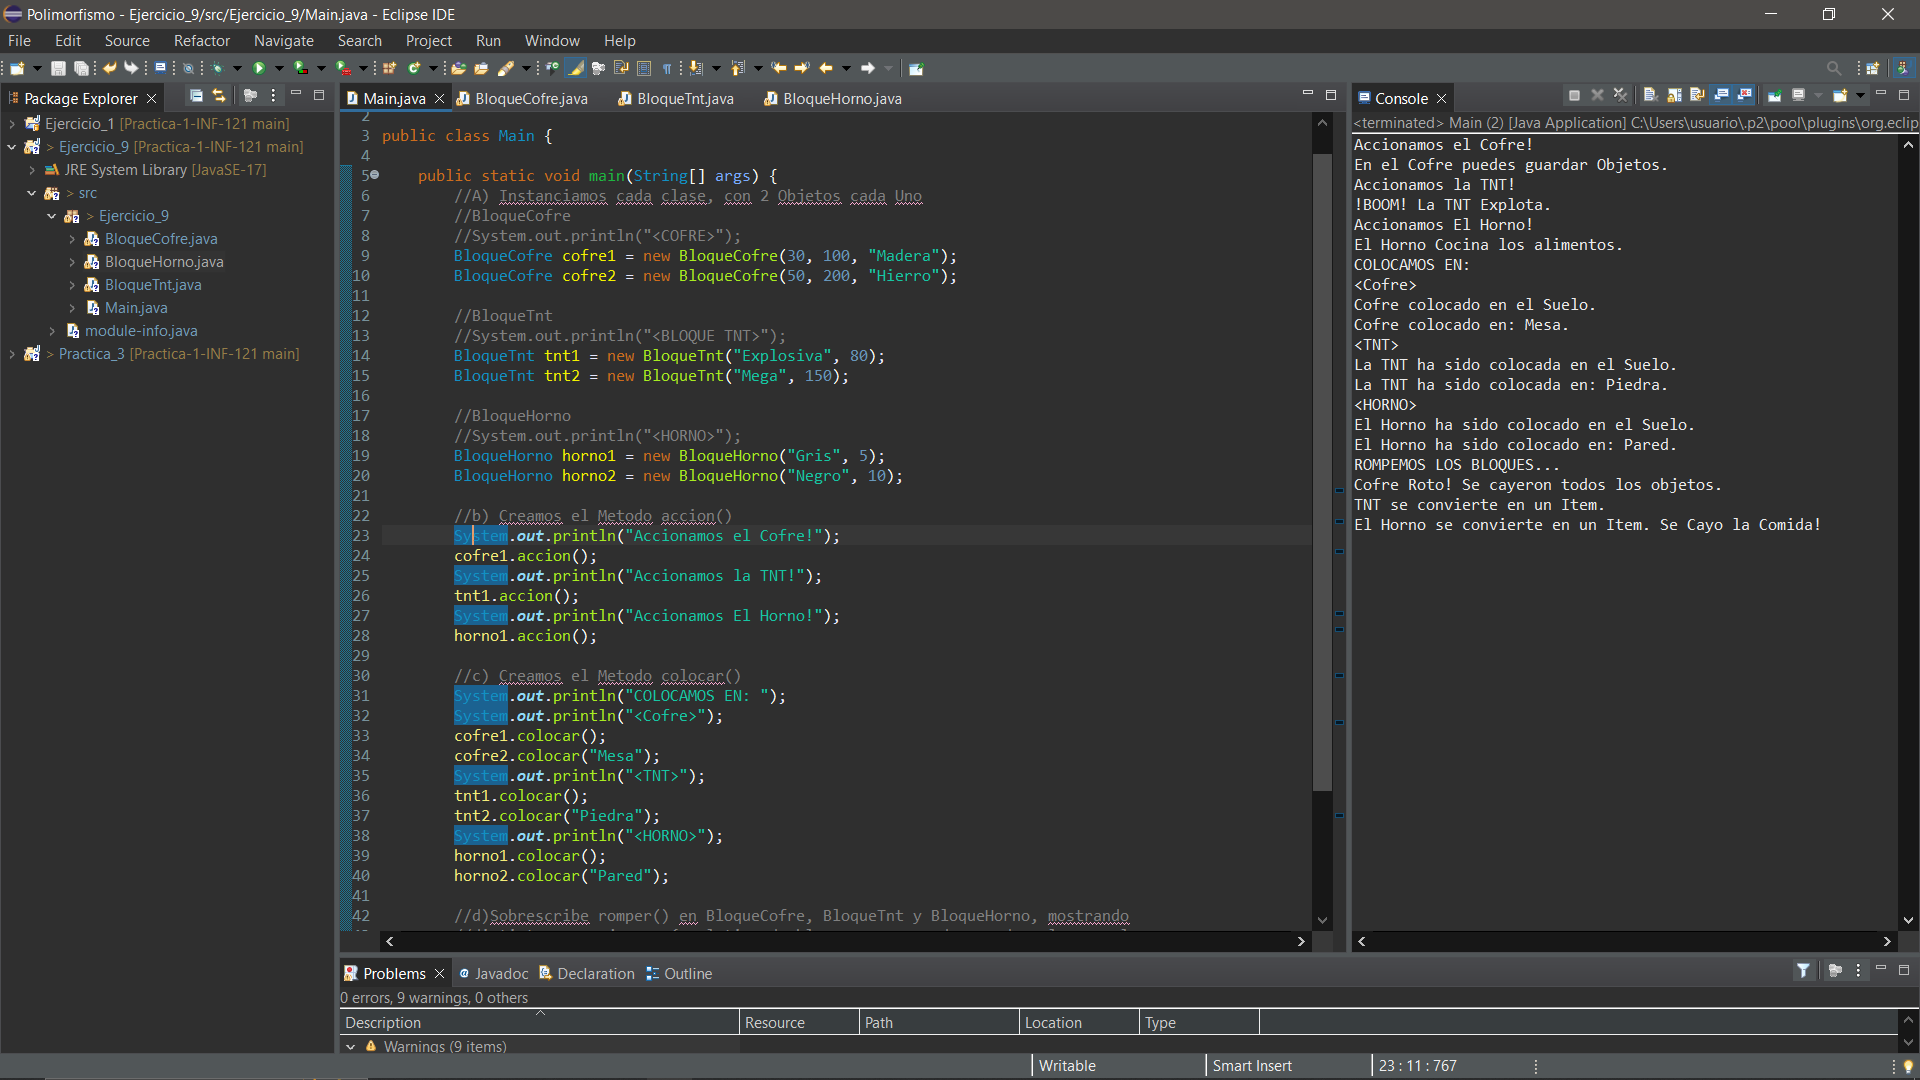 Polimorfismo - Ejercicio_9/src/Ejercicio_9/Main.java - Eclipse IDE
File Edit Source Refactor Navigate Search Project Run Window Help
Package Explorer
Ejercicio_1 [Practica-1-INF-121 main]
> Ejercicio_9 [Practica-1-INF-121 main]
JRE System Library [JavaSE-17]
> src
> Ejercicio_9
BloqueCofre.java
BloqueHorno.java
BloqueTnt.java
Main.java
module-info.java
> Practica_3 [Practica-1-INF-121 main]
Main.java BloqueCofre.java BloqueTnt.java BloqueHorno.java
2
3 public class Main {
4
5 public static void main(String[] args) {
6 //A) Instanciamos cada clase, con 2 Objetos cada Uno
7 //BloqueCofre
8 //System.out.println("<COFRE>");
9 BloqueCofre cofre1 = new BloqueCofre(30, 100, "Madera");
10 BloqueCofre cofre2 = new BloqueCofre(50, 200, "Hierro");
11
12 //BloqueTnt
13 //System.out.println("<BLOQUE TNT>");
14 BloqueTnt tnt1 = new BloqueTnt("Explosiva", 80);
15 BloqueTnt tnt2 = new BloqueTnt("Mega", 150);
16
17 //BloqueHorno
18 //System.out.println("<HORNO>");
19 BloqueHorno horno1 = new BloqueHorno("Gris", 5);
20 BloqueHorno horno2 = new BloqueHorno("Negro", 10);
21
22 //b) Creamos el Metodo accion()
23 System.out.println("Accionamos el Cofre!");
24 cofre1.accion();
25 System.out.println("Accionamos la TNT!");
26 tnt1.accion();
27 System.out.println("Accionamos El Horno!");
28 horno1.accion();
29
30 //c) Creamos el Metodo colocar()
31 System.out.println("COLOCAMOS EN: ");
32 System.out.println("<Cofre>");
33 cofre1.colocar();
34 cofre2.colocar("Mesa");
35 System.out.println("<TNT>");
36 tnt1.colocar();
37 tnt2.colocar("Piedra");
38 System.out.println("<HORNO>");
39 horno1.colocar();
40 horno2.colocar("Pared");
41
42 //d)Sobrescribe romper() en BloqueCofre, BloqueTnt y BloqueHorno, mostrando
Console
<terminated> Main (2) [Java Application] C:\Users\usuario\.p2\pool\plugins\org.eclip
Accionamos el Cofre!
En el Cofre puedes guardar Objetos.
Accionamos la TNT!
!BOOM! La TNT Explota.
Accionamos El Horno!
El Horno Cocina los alimentos.
COLOCAMOS EN:
<Cofre>
Cofre colocado en el Suelo.
Cofre colocado en: Mesa.
<TNT>
La TNT ha sido colocada en el Suelo.
La TNT ha sido colocada en: Piedra.
<HORNO>
El Horno ha sido colocado en el Suelo.
El Horno ha sido colocado en: Pared.
ROMPEMOS LOS BLOQUES...
Cofre Roto! Se cayeron todos los objetos.
TNT se convierte en un Item.
El Horno se convierte en un Item. Se Cayo la Comida!
Problems Javadoc Declaration Outline
0 errors, 9 warnings, 0 others
Description Resource Path Location Type
Warnings (9 items)
Writable Smart Insert 23 : 11 : 767